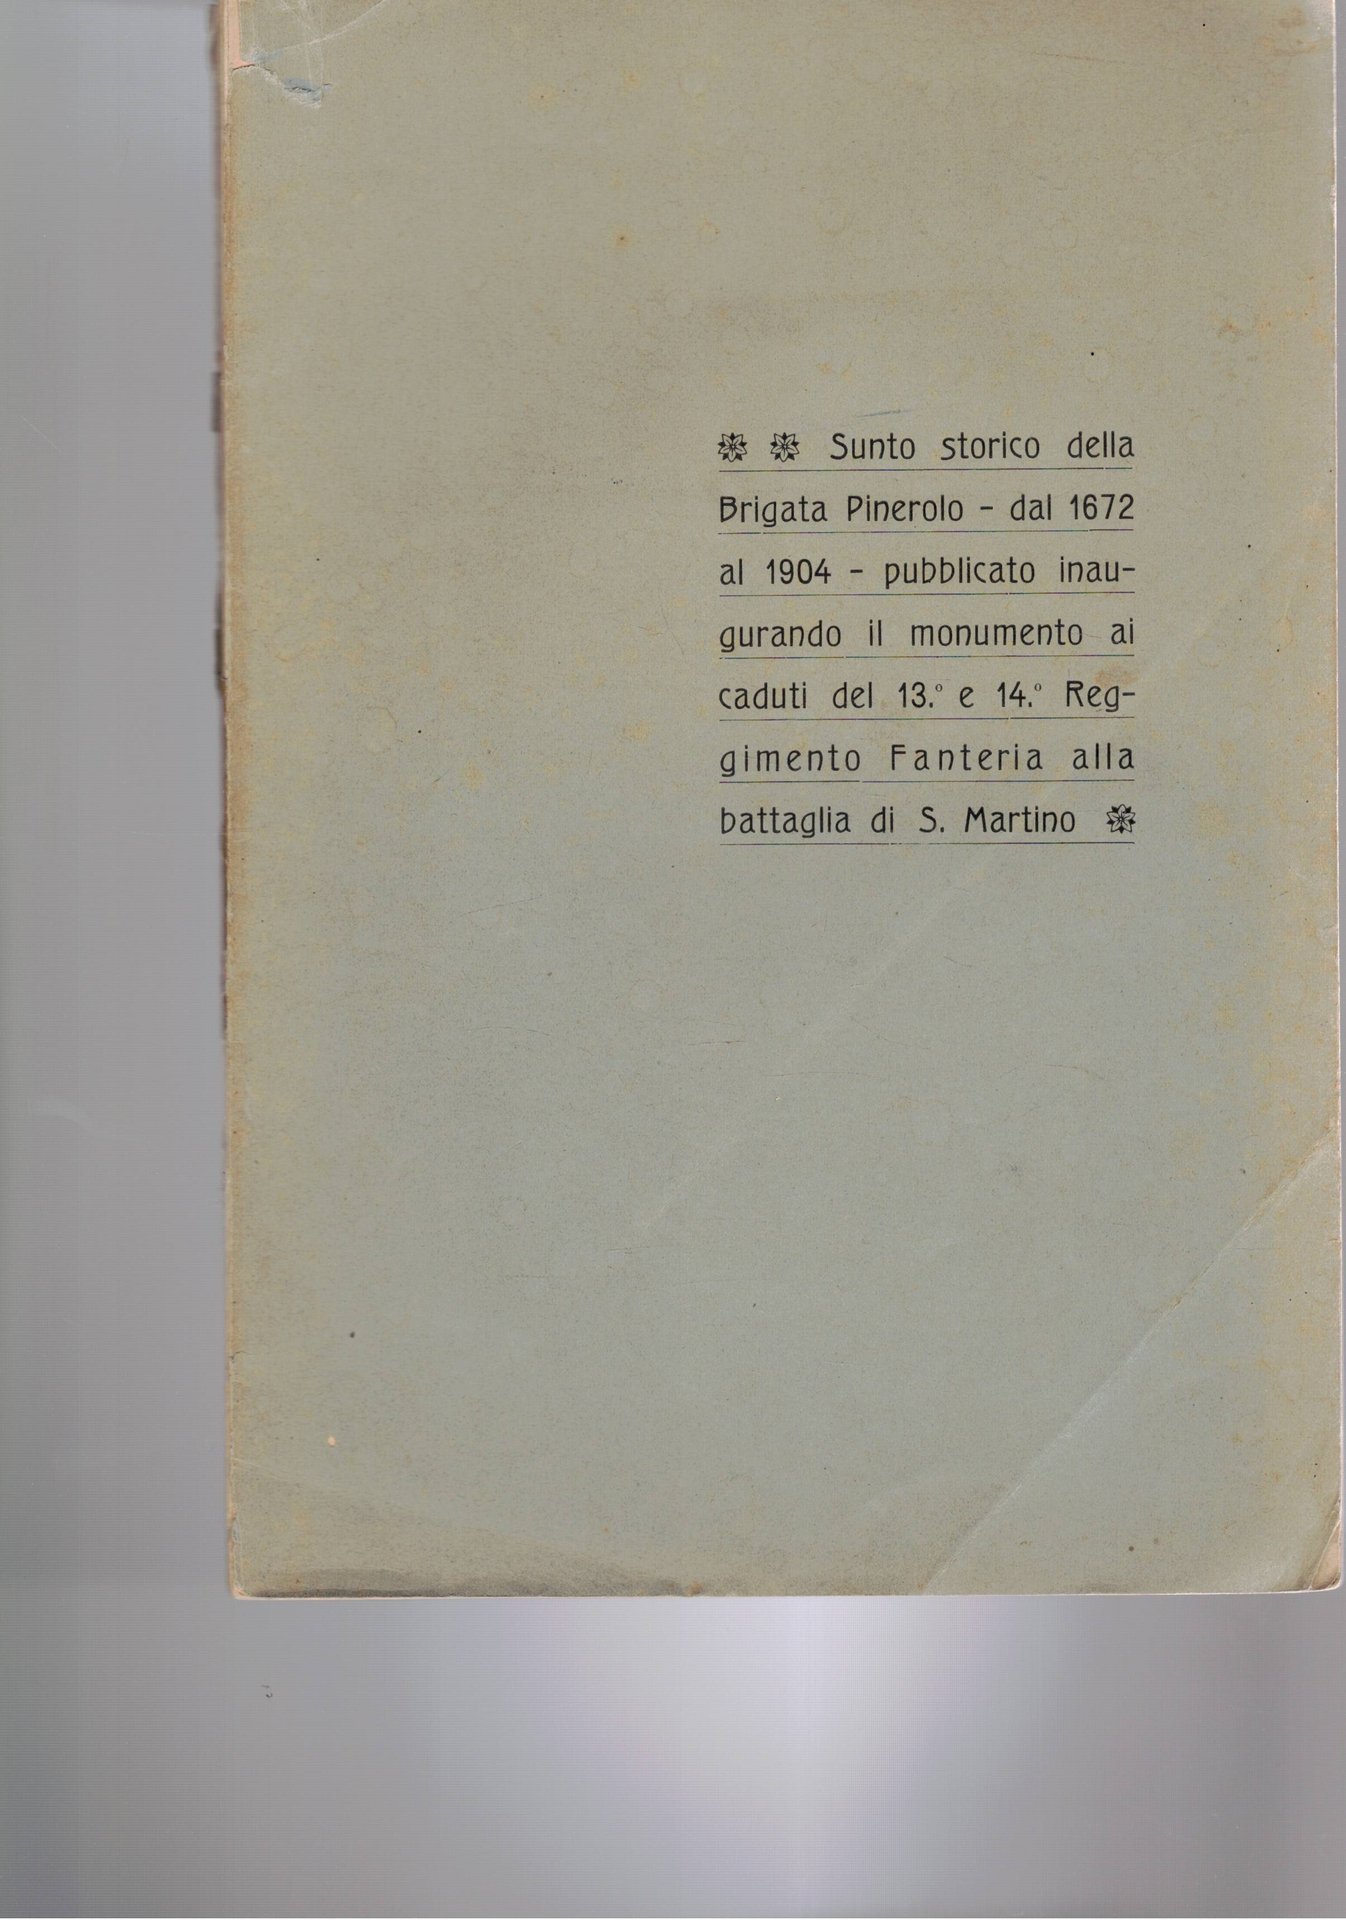 Sunto storico della
Brigata Pinerolo - dal 1672
al 1904 - pubblicato inau-
gurando il monumento ai
caduti del 13.º e 14.º Reg-
gimento Fanteria alla
battaglia di S. Martino